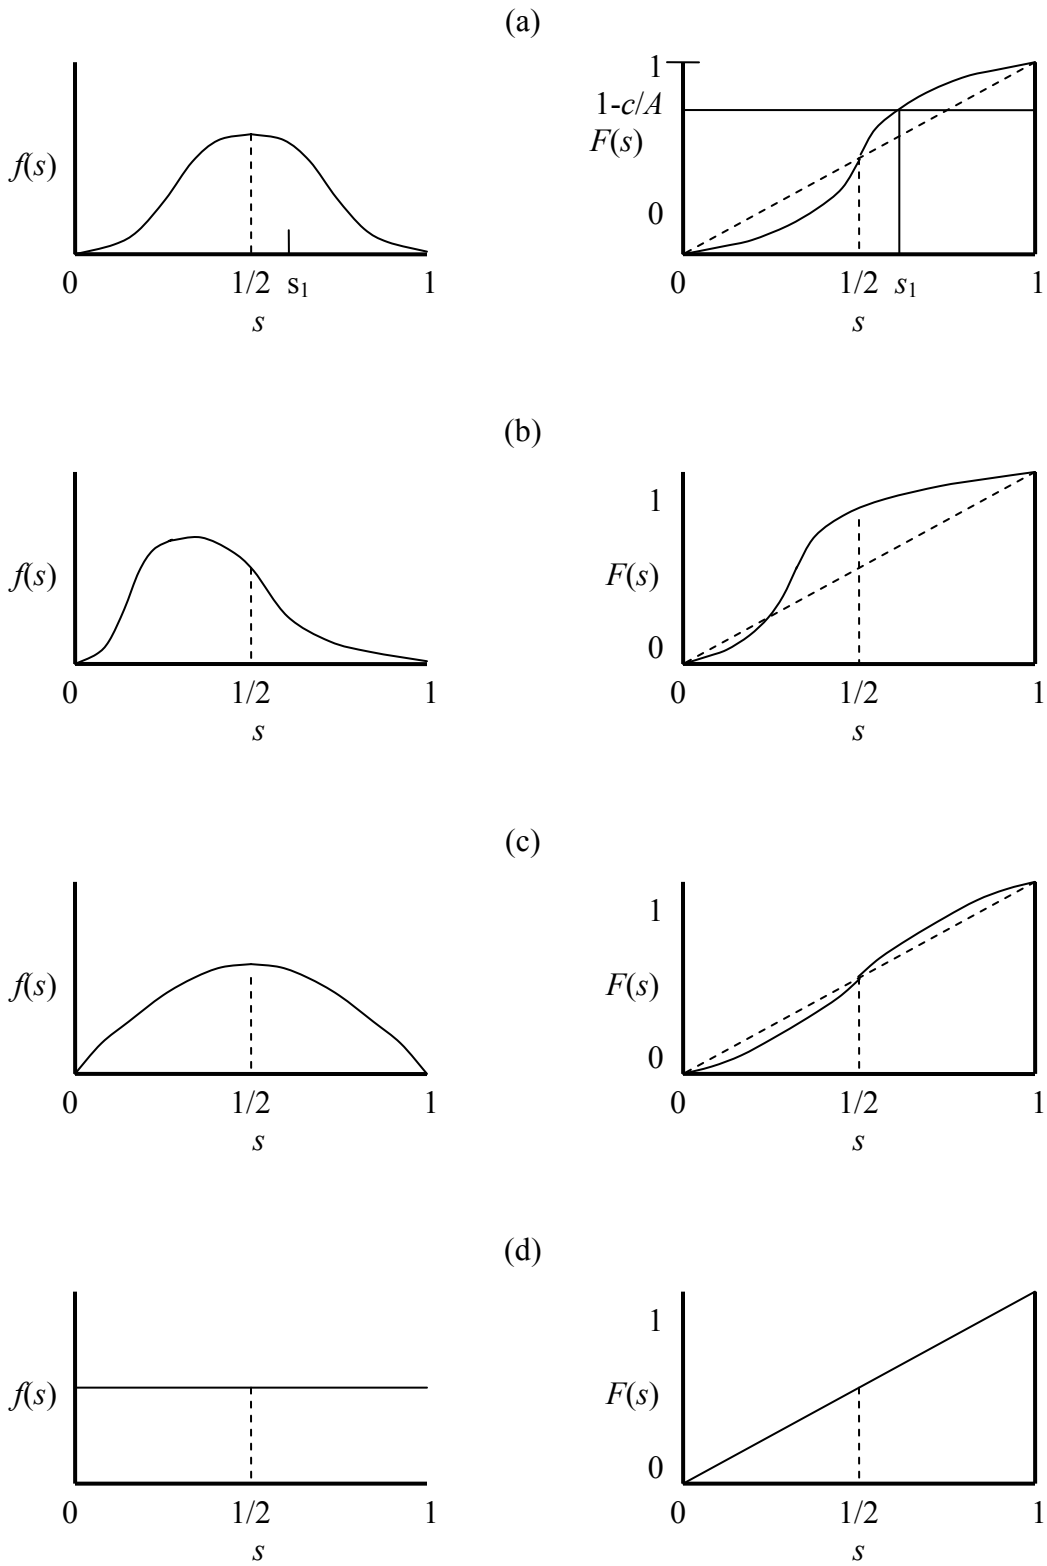 (a)
1
1-c/A
f(s)
F(s)
0
0 1/2 s₁ 1
0 1/2 s₁ 1
s
s
(b)
1
f(s)
F(s)
0
0 1/2 1
0 1/2 1
s
s
(c)
1
f(s)
F(s)
0
0 1/2 1
0 1/2 1
s
s
(d)
1
f(s)
F(s)
0
0 1/2 1
0 1/2 1
s
s